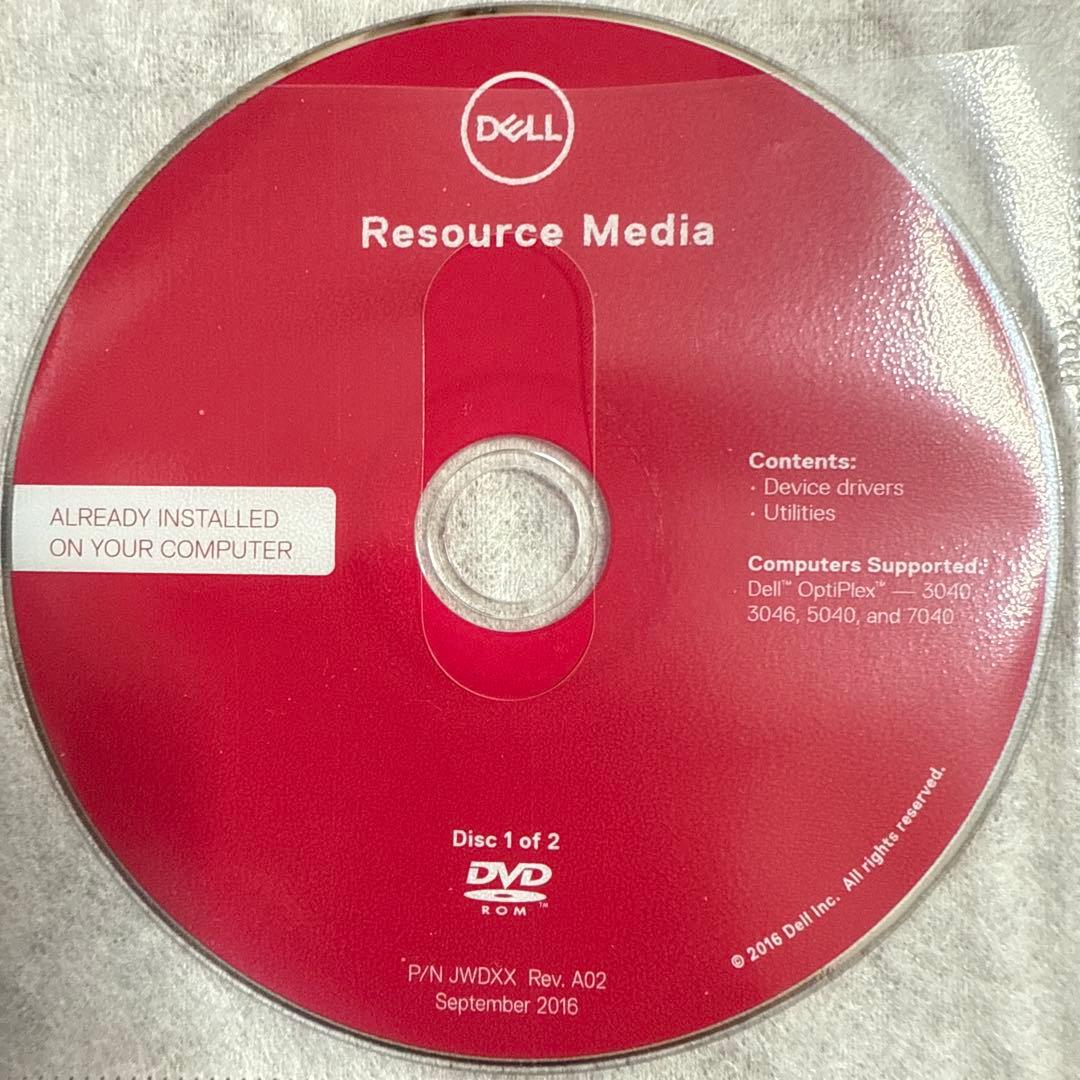 DELL
Resource Media
Contents:
· Device drivers
· Utilities
ALREADY INSTALLED
ON YOUR COMPUTER
Computers Supported:
Dell™ OptiPlex™ — 3040,
3046, 5040, and 7040
Disc 1 of 2
DVD
ROM ™
P/N JWDXX Rev. A02
September 2016
© 2016 Dell Inc. All rights reserved.